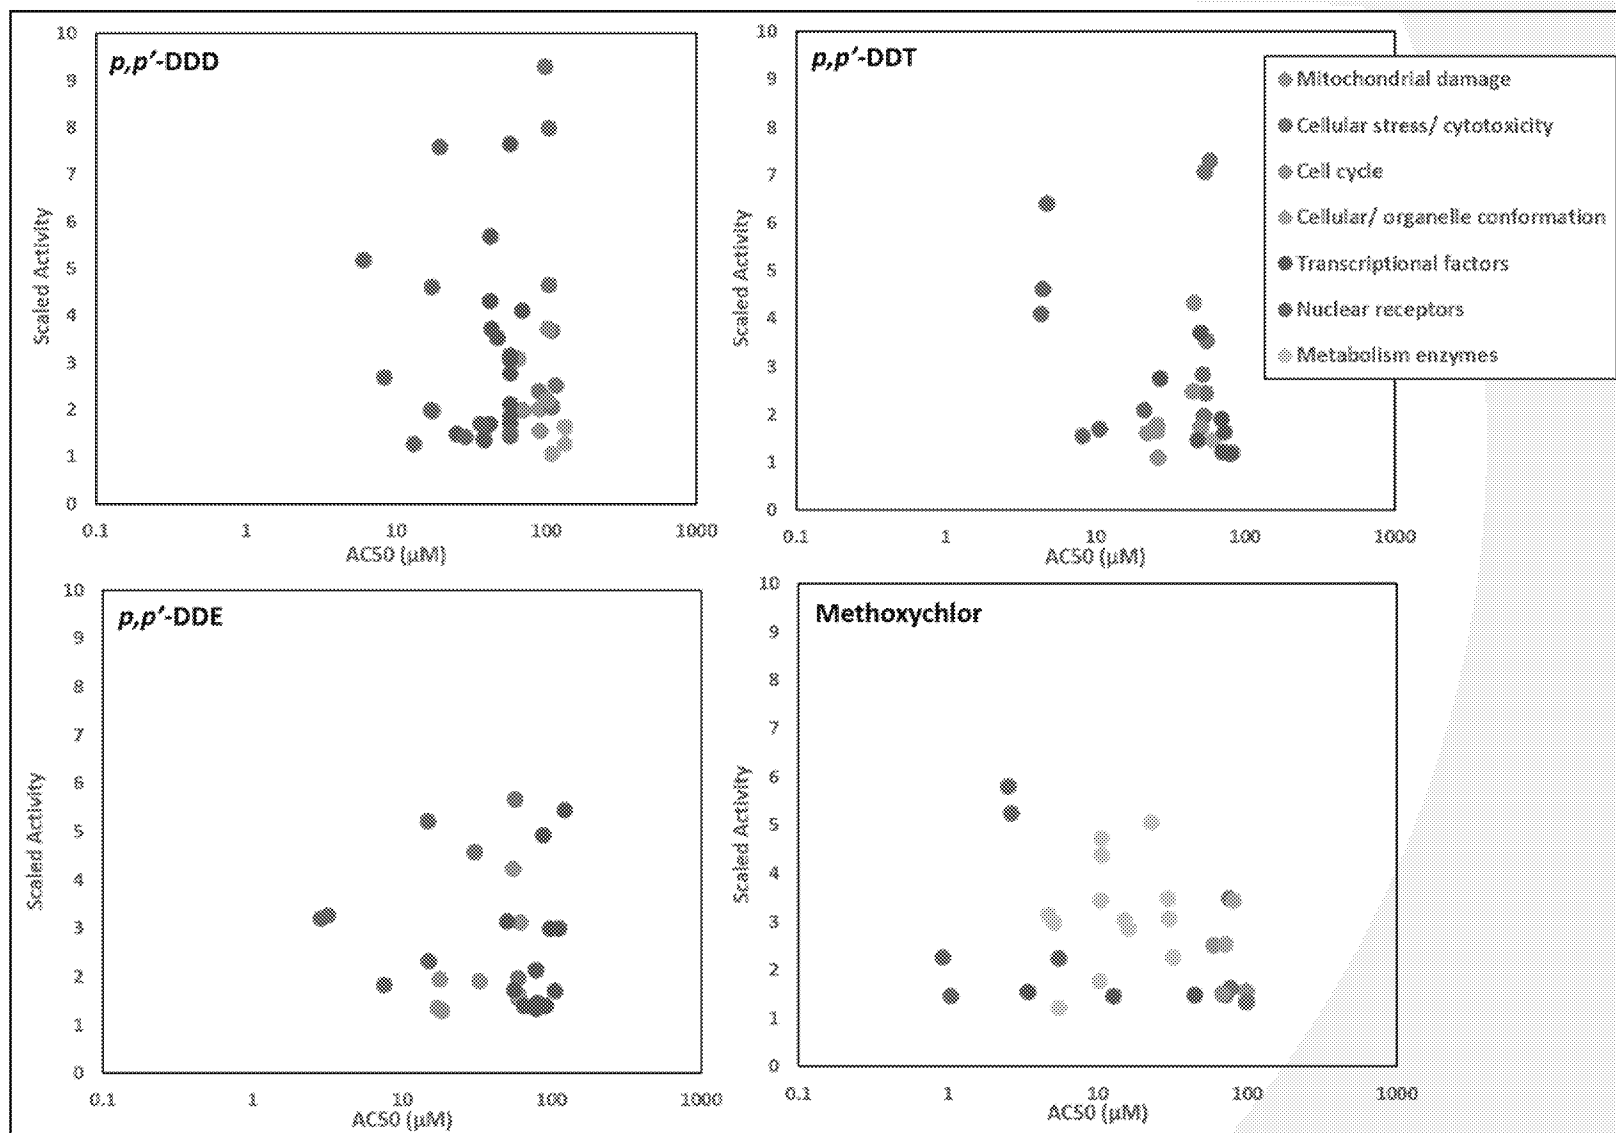 p,p'-DDD
10
9
8
7
6
5
4
3
2
1
0
Scaled Activity
0.1 1 10 100 1000
AC50 (µM)
p,p'-DDT
10
9
8
7
6
5
4
3
2
1
0
Scaled Activity
0.1 1 10 100 1000
AC50 (µM)
Mitochondrial damage
Cellular stress/ cytotoxicity
Cell cycle
Cellular/ organelle conformation
Transcriptional factors
Nuclear receptors
Metabolism enzymes
p,p'-DDE
10
9
8
7
6
5
4
3
2
1
0
Scaled Activity
0.1 1 10 100 1000
AC50 (µM)
Methoxychlor
10
9
8
7
6
5
4
3
2
1
0
Scaled Activity
0.1 1 10 100 1000
AC50 (µM)